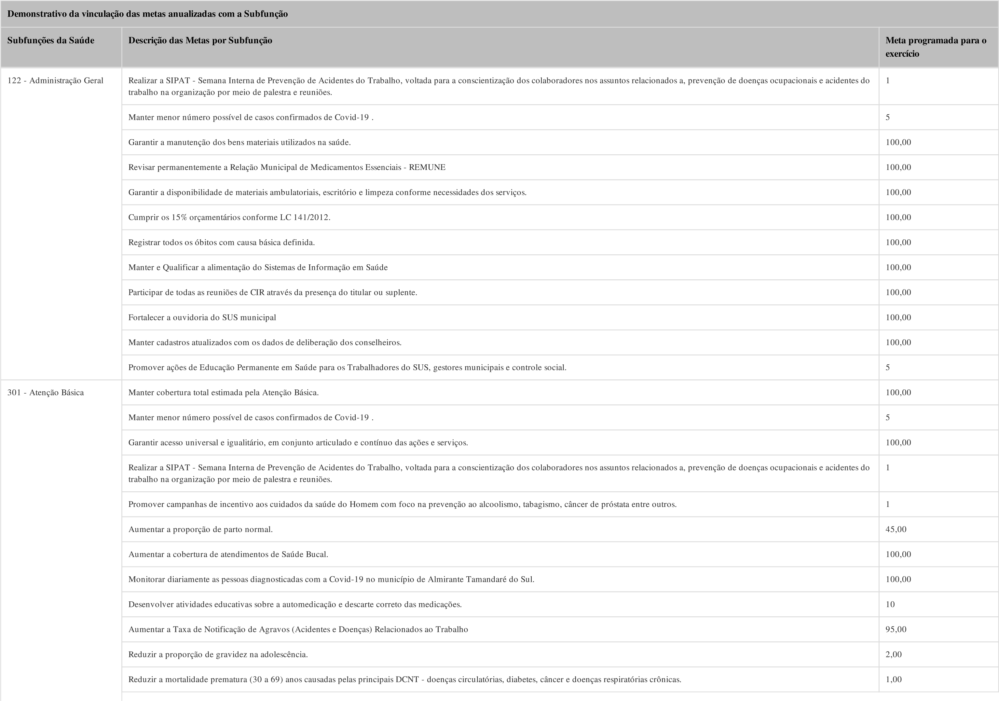 Demonstrativo da vinculação das metas anualizadas com a Subfunção
Subfunções da Saúde
Descrição das Metas por Subfunção
Meta programada para o
exercício
122 - Administração Geral
Realizar a SIPAT - Semana Interna de Prevenção de Acidentes do Trabalho, voltada para a conscientização dos colaboradores nos assuntos relacionados a, prevenção de doenças ocupacionais e acidentes do
trabalho na organização por meio de palestra e reuniões.
1
Manter menor número possível de casos confirmados de Covid-19 .
5
Garantir a manutenção dos bens materiais utilizados na saúde.
100,00
Revisar permanentemente a Relação Municipal de Medicamentos Essenciais - REMUNE
100,00
Garantir a disponibilidade de materiais ambulatoriais, escritório e limpeza conforme necessidades dos serviços.
100,00
Cumprir os 15% orçamentários conforme LC 141/2012.
100,00
Registrar todos os óbitos com causa básica definida.
100,00
Manter e Qualificar a alimentação do Sistemas de Informação em Saúde
100,00
Participar de todas as reuniões de CIR através da presença do titular ou suplente.
100,00
Fortalecer a ouvidoria do SUS municipal
100,00
Manter cadastros atualizados com os dados de deliberação dos conselheiros.
100,00
Promover ações de Educação Permanente em Saúde para os Trabalhadores do SUS, gestores municipais e controle social.
5
301 - Atenção Básica
Manter cobertura total estimada pela Atenção Básica.
100,00
Manter menor número possível de casos confirmados de Covid-19 .
5
Garantir acesso universal e igualitário, em conjunto articulado e contínuo das ações e serviços.
100,00
Realizar a SIPAT - Semana Interna de Prevenção de Acidentes do Trabalho, voltada para a conscientização dos colaboradores nos assuntos relacionados a, prevenção de doenças ocupacionais e acidentes do
trabalho na organização por meio de palestra e reuniões.
1
Promover campanhas de incentivo aos cuidados da saúde do Homem com foco na prevenção ao alcoolismo, tabagismo, câncer de próstata entre outros.
1
Aumentar a proporção de parto normal.
45,00
Aumentar a cobertura de atendimentos de Saúde Bucal.
100,00
Monitorar diariamente as pessoas diagnosticadas com a Covid-19 no município de Almirante Tamandaré do Sul.
100,00
Desenvolver atividades educativas sobre a automedicação e descarte correto das medicações.
10
Aumentar a Taxa de Notificação de Agravos (Acidentes e Doenças) Relacionados ao Trabalho
95,00
Reduzir a proporção de gravidez na adolescência.
2,00
Reduzir a mortalidade prematura (30 a 69) anos causadas pelas principais DCNT - doenças circulatórias, diabetes, câncer e doenças respiratórias crônicas.
1,00